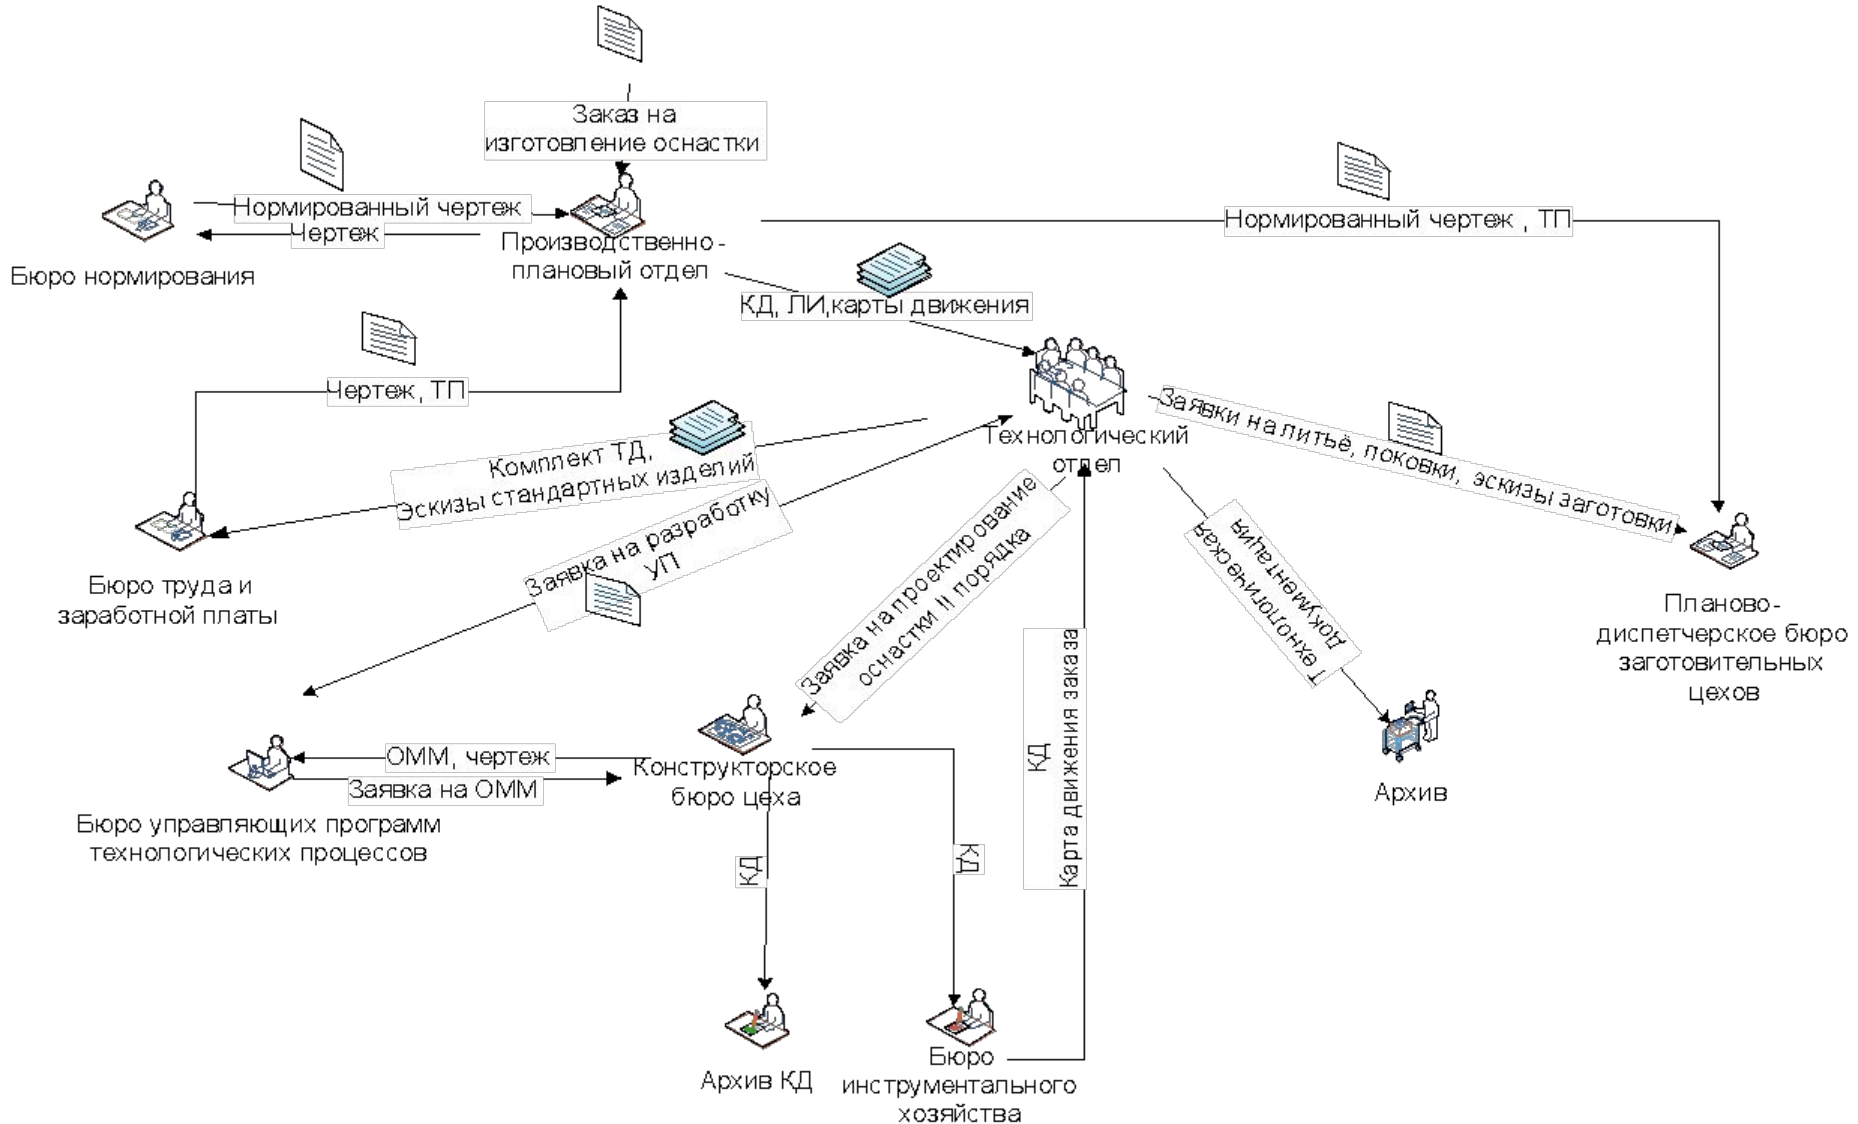 Заказ на
изготовление оснастки
Нормированный чертеж
Чертеж
Бюро нормирования
Производственно-
плановый отдел
Нормированный чертеж , ТП
КД, ЛИ,карты движения
Чертеж, ТП
Технологический
отдел
Заявки на литьё, поковки, эскизы заготовки
Комплект ТД,
Эскизы стандартных изделий
Заявка на разработку
УП
Заявка на проектирование
оснастки II порядка
Технологическая
документация
Бюро труда и
заработной платы
Планово-
диспетчерское бюро
заготовительных
цехов
КД
Карта движения заказа
ОММ, чертеж
Заявка на ОММ
Конструкторское
бюро цеха
Архив
Бюро управляющих программ
технологических процессов
КД
КД
Архив КД
Бюро
инструментального
хозяйства